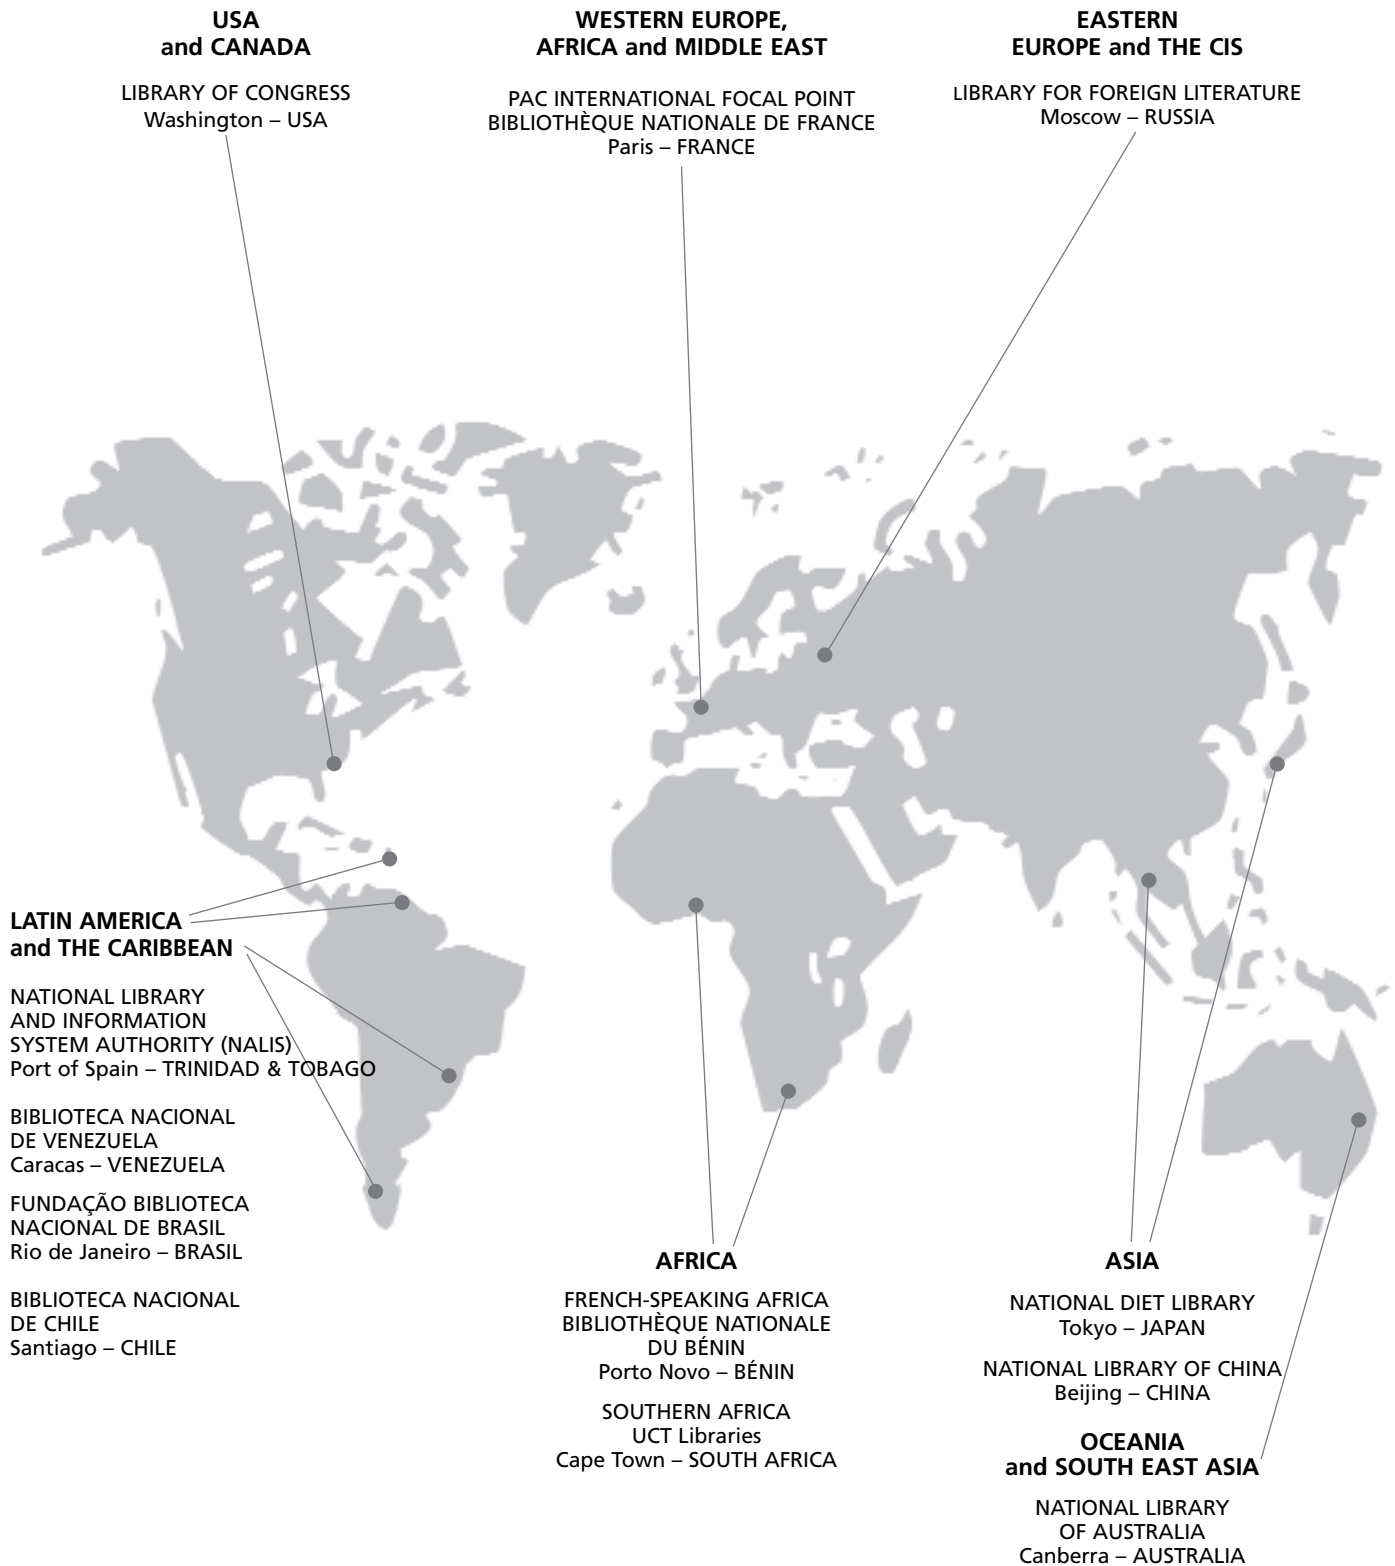 USA
and CANADA
LIBRARY OF CONGRESS
Washington – USA
WESTERN EUROPE,
AFRICA and MIDDLE EAST
PAC INTERNATIONAL FOCAL POINT
BIBLIOTHÈQUE NATIONALE DE FRANCE
Paris – FRANCE
EASTERN
EUROPE and THE CIS
LIBRARY FOR FOREIGN LITERATURE
Moscow – RUSSIA
LATIN AMERICA
and THE CARIBBEAN
NATIONAL LIBRARY
AND INFORMATION
SYSTEM AUTHORITY (NALIS)
Port of Spain – TRINIDAD & TOBAGO
BIBLIOTECA NACIONAL
DE VENEZUELA
Caracas – VENEZUELA
FUNDAÇÃO BIBLIOTECA
NACIONAL DE BRASIL
Rio de Janeiro – BRASIL
BIBLIOTECA NACIONAL
DE CHILE
Santiago – CHILE
AFRICA
FRENCH-SPEAKING AFRICA
BIBLIOTHÈQUE NATIONALE
DU BÉNIN
Porto Novo – BÉNIN
SOUTHERN AFRICA
UCT Libraries
Cape Town – SOUTH AFRICA
ASIA
NATIONAL DIET LIBRARY
Tokyo – JAPAN
NATIONAL LIBRARY OF CHINA
Beijing – CHINA
OCEANIA
and SOUTH EAST ASIA
NATIONAL LIBRARY
OF AUSTRALIA
Canberra – AUSTRALIA